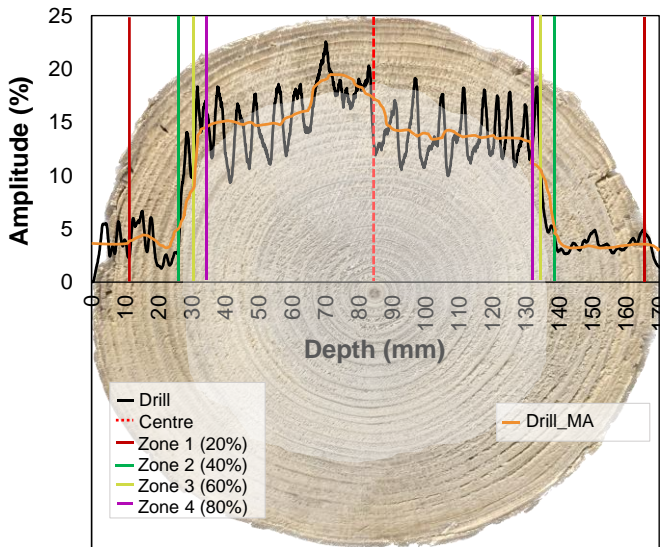 25
20
15
10
5
0
Amplitude (%)
0 10 20 30 40 50 60 70 80 90 100 110 120 130 140 150 160 170
Depth (mm)
Drill
Centre
Zone 1 (20%)
Zone 2 (40%)
Zone 3 (60%)
Zone 4 (80%)
Drill_MA